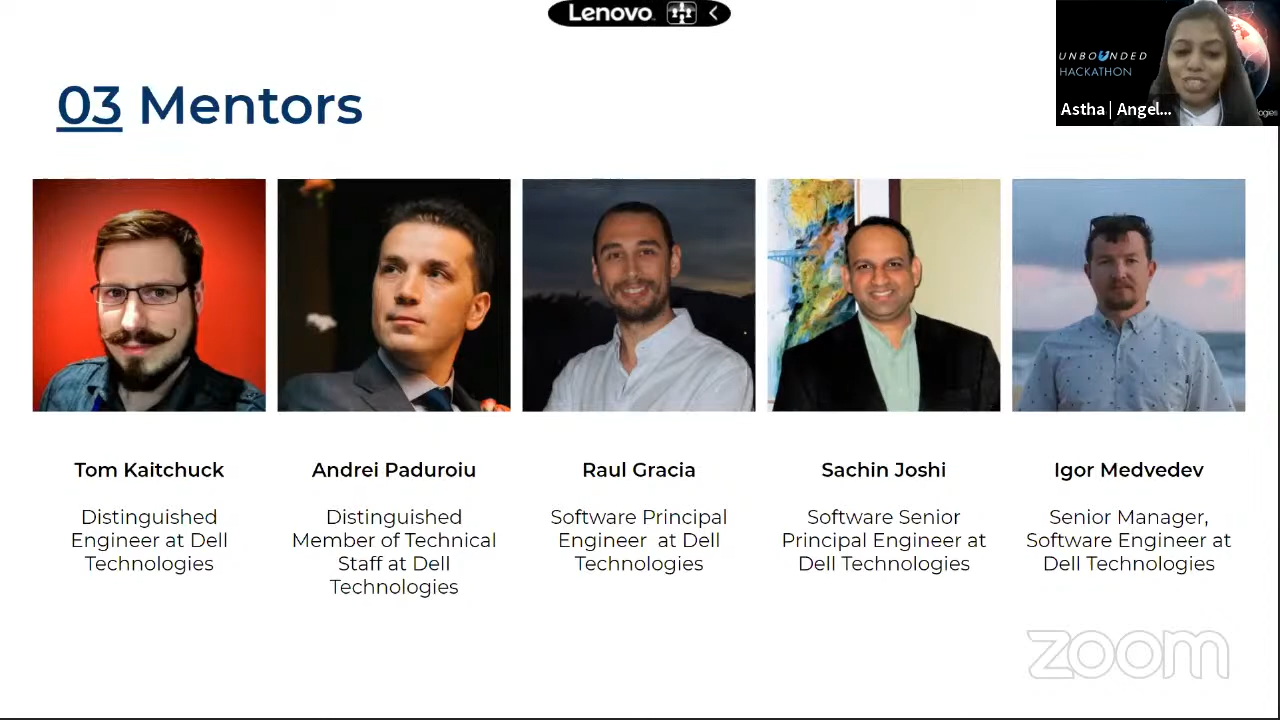 Lenovo
UNBOUNDED
HACKATHON
Astha | Angel...
ogies
03 Mentors
Tom Kaitchuck
Distinguished
Engineer at Dell
Technologies
Andrei Paduroiu
Distinguished
Member of Technical
Staff at Dell
Technologies
Raul Gracia
Software Principal
Engineer at Dell
Technologies
Sachin Joshi
Software Senior
Principal Engineer at
Dell Technologies
Igor Medvedev
Senior Manager,
Software Engineer at
Dell Technologies
zoom